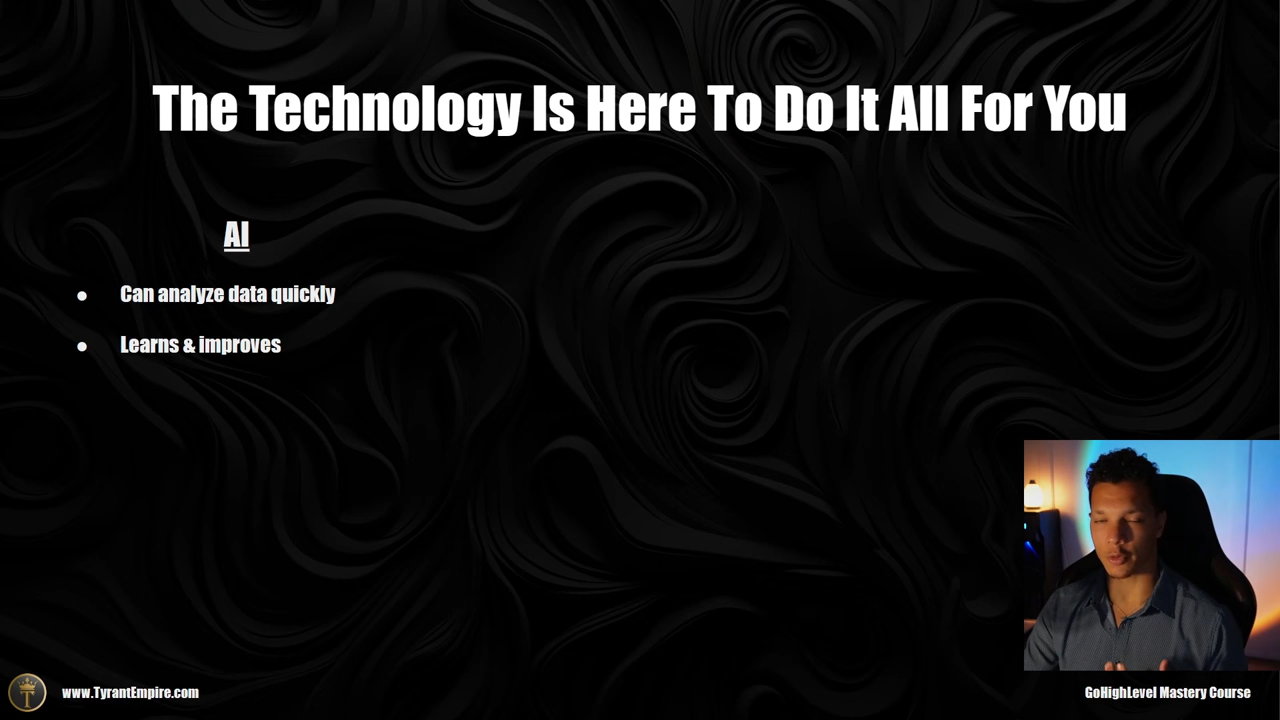 The Technology Is Here To Do It All For You
AI
● Can analyze data quickly
● Learns & improves
www.TyrantEmpire.com
GoHighLevel Mastery Course